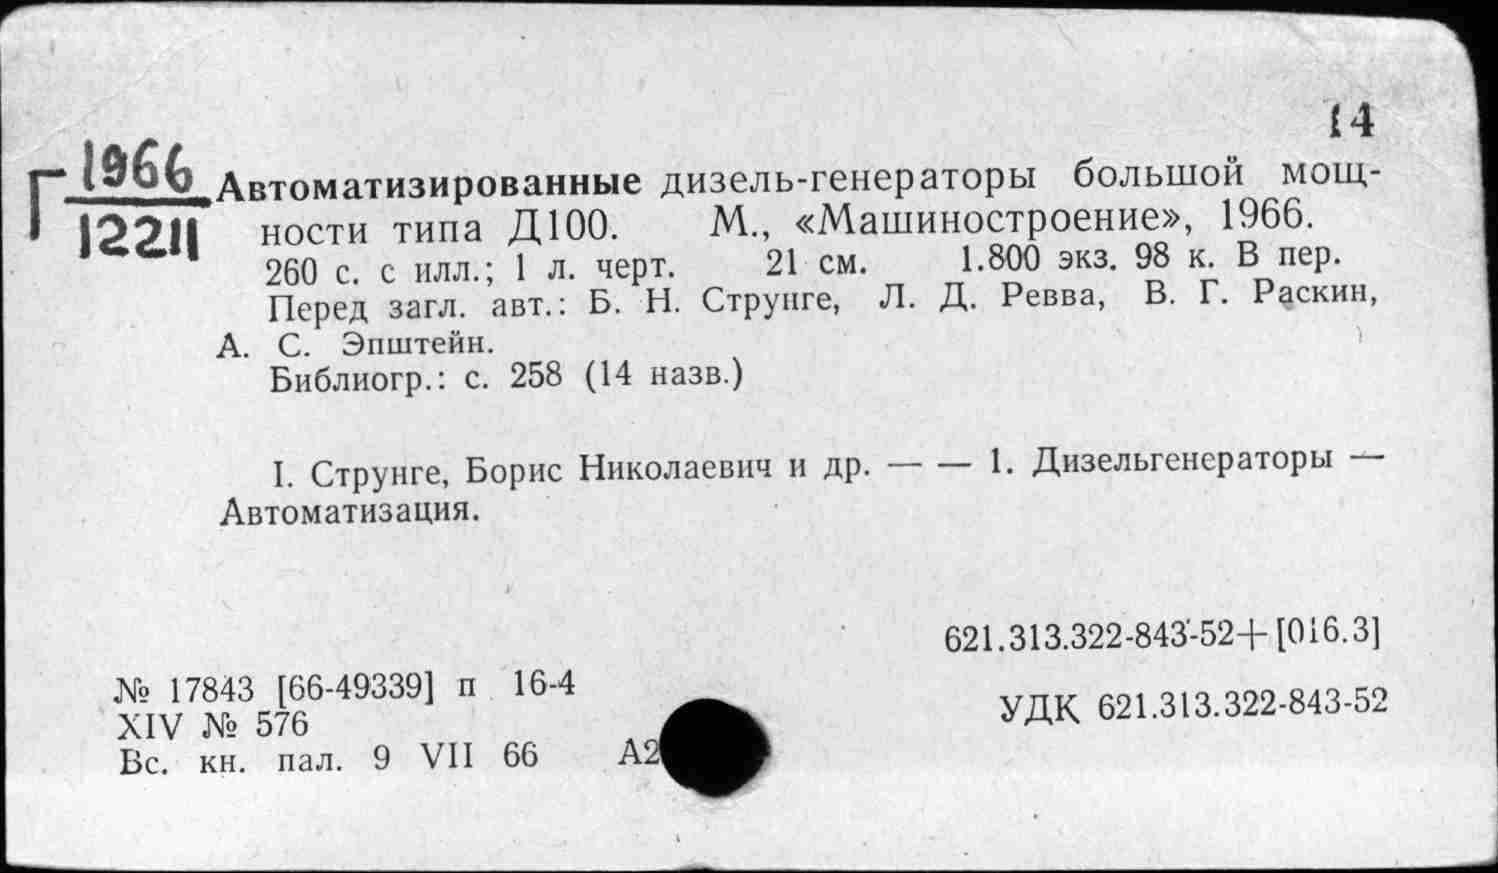 14
Г 1966
12211
Автоматизированные дизель-генераторы большой мощ-
ности типа Д100. М., «Машиностроение», 1966.
260 с. с илл.; 1 л. черт. 21 см. 1.800 экз. 98 к. В пер.
Перед загл. авт.: Б. Н. Струнге, Л. Д. Ревва, В. Г. Раскин,
А. С. Эпштейн.
Библиогр.: с. 258 (14 назв.)
I. Струнге, Борис Николаевич и др. — — 1. Дизельгенераторы —
Автоматизация.
621.313.322-843-52+[016.3]
№ 17843 [66-49339] п 16-4
УДК 621.313.322-843-52
XIV № 576
Вс. кн. пал. 9 VII 66 А2